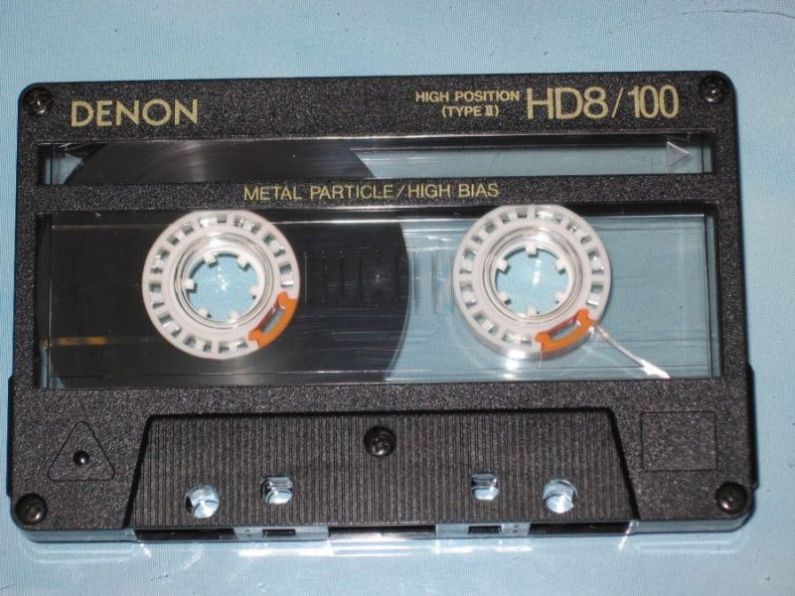 DENON
HIGH POSITION
(TYPE II)
HD8/100
METAL PARTICLE/HIGH BIAS